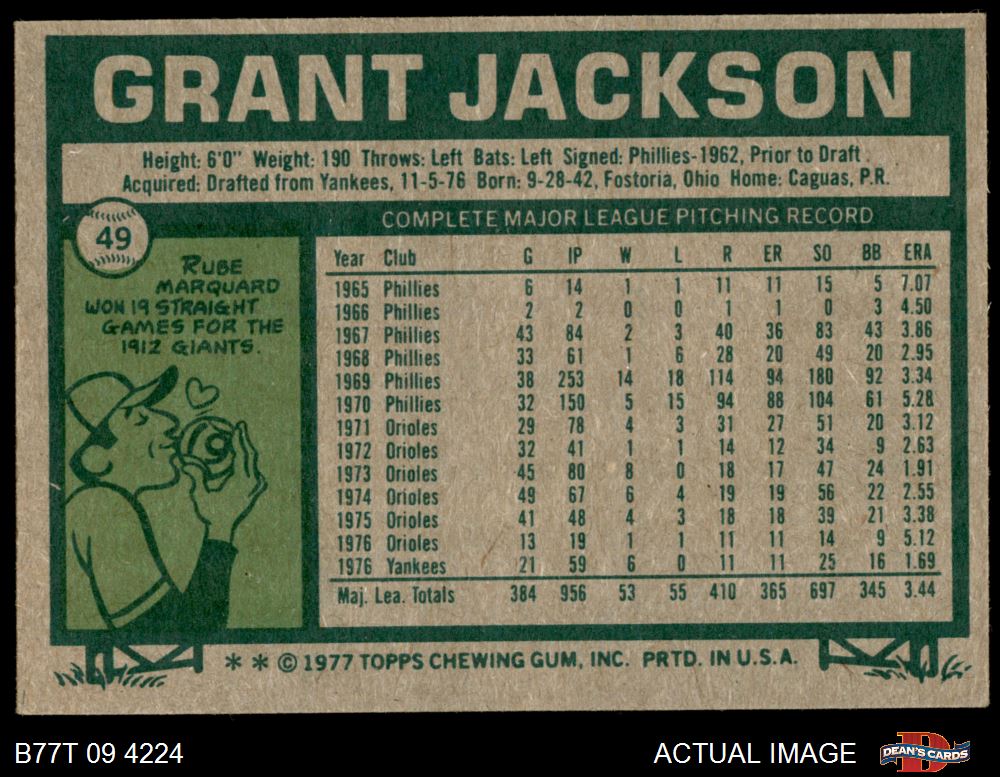 GRANT JACKSON
Height: 6'0" Weight: 190 Throws: Left Bats: Left Signed: Phillies-1962, Prior to Draft
Acquired: Drafted from Yankees, 11-5-76 Born: 9-28-42, Fostoria, Ohio Home: Caguas, P.R.
49
RUBE
MARQUARD
WON 19 STRAIGHT
GAMES FOR THE
1912 GIANTS.
COMPLETE MAJOR LEAGUE PITCHING RECORD
Year Club G IP W L R ER SO BB ERA
1965 Phillies 6 14 1 1 11 11 15 5 7.07
1966 Phillies 2 2 0 0 1 1 0 3 4.50
1967 Phillies 43 84 2 3 40 36 83 43 3.86
1968 Phillies 33 61 1 6 28 20 49 20 2.95
1969 Phillies 38 253 14 18 114 94 180 92 3.34
1970 Phillies 32 150 5 15 94 88 104 61 5.28
1971 Orioles 29 78 4 3 31 27 51 20 3.12
1972 Orioles 32 41 1 1 14 12 34 9 2.63
1973 Orioles 45 80 8 0 18 17 47 24 1.91
1974 Orioles 49 67 6 4 19 19 56 22 2.55
1975 Orioles 41 48 4 3 18 18 39 21 3.38
1976 Orioles 13 19 1 1 11 11 14 9 5.12
1976 Yankees 21 59 6 0 11 11 25 16 1.69
Maj. Lea. Totals 384 956 53 55 410 365 697 345 3.44
* * © 1977 TOPPS CHEWING GUM, INC. PRTD. IN U.S.A.
B77T 09 4224
ACTUAL IMAGE
D
DEAN'S CARDS